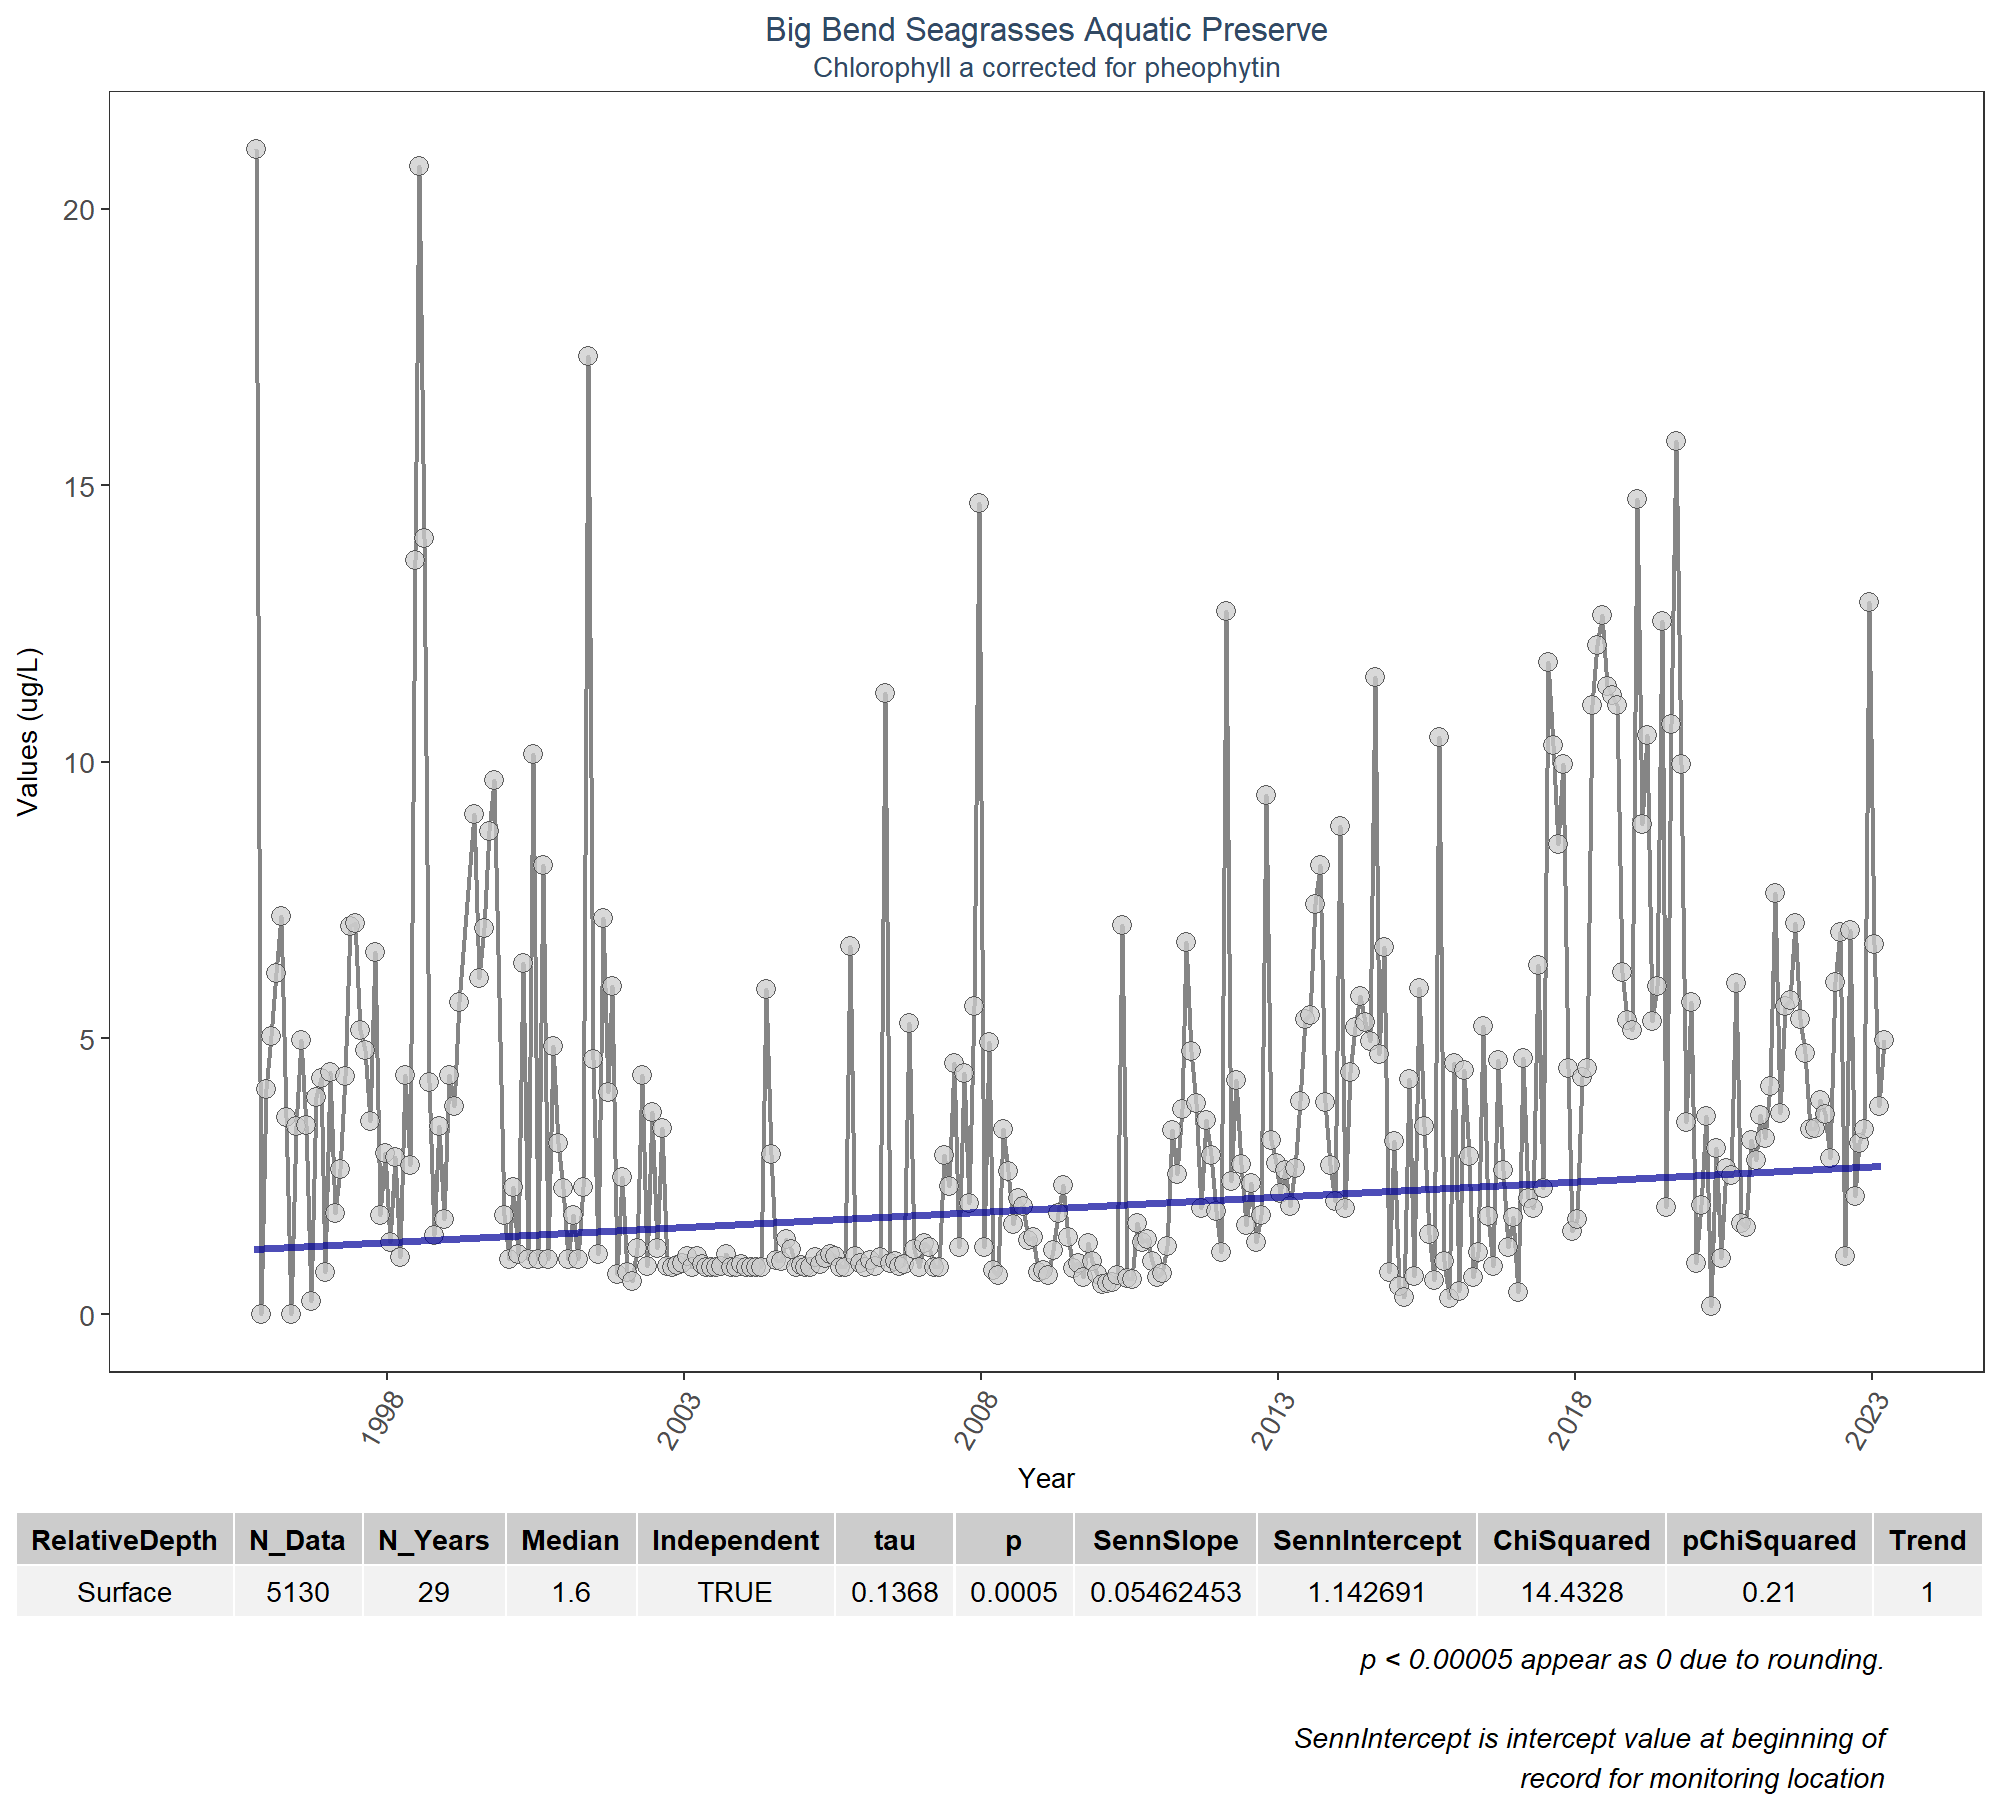 Big Bend Seagrasses Aquatic Preserve
Chlorophyll a corrected for pheophytin
20
15
10
5
0
Values (ug/L)
1998
2003
2008
2013
2018
2023
Year
RelativeDepth N_Data N_Years Median Independent tau p SennSlope SennIntercept ChiSquared pChiSquared Trend
Surface 5130 29 1.6 TRUE 0.1368 0.0005 0.05462453 1.142691 14.4328 0.21 1
p < 0.00005 appear as 0 due to rounding.
SennIntercept is intercept value at beginning of
record for monitoring location